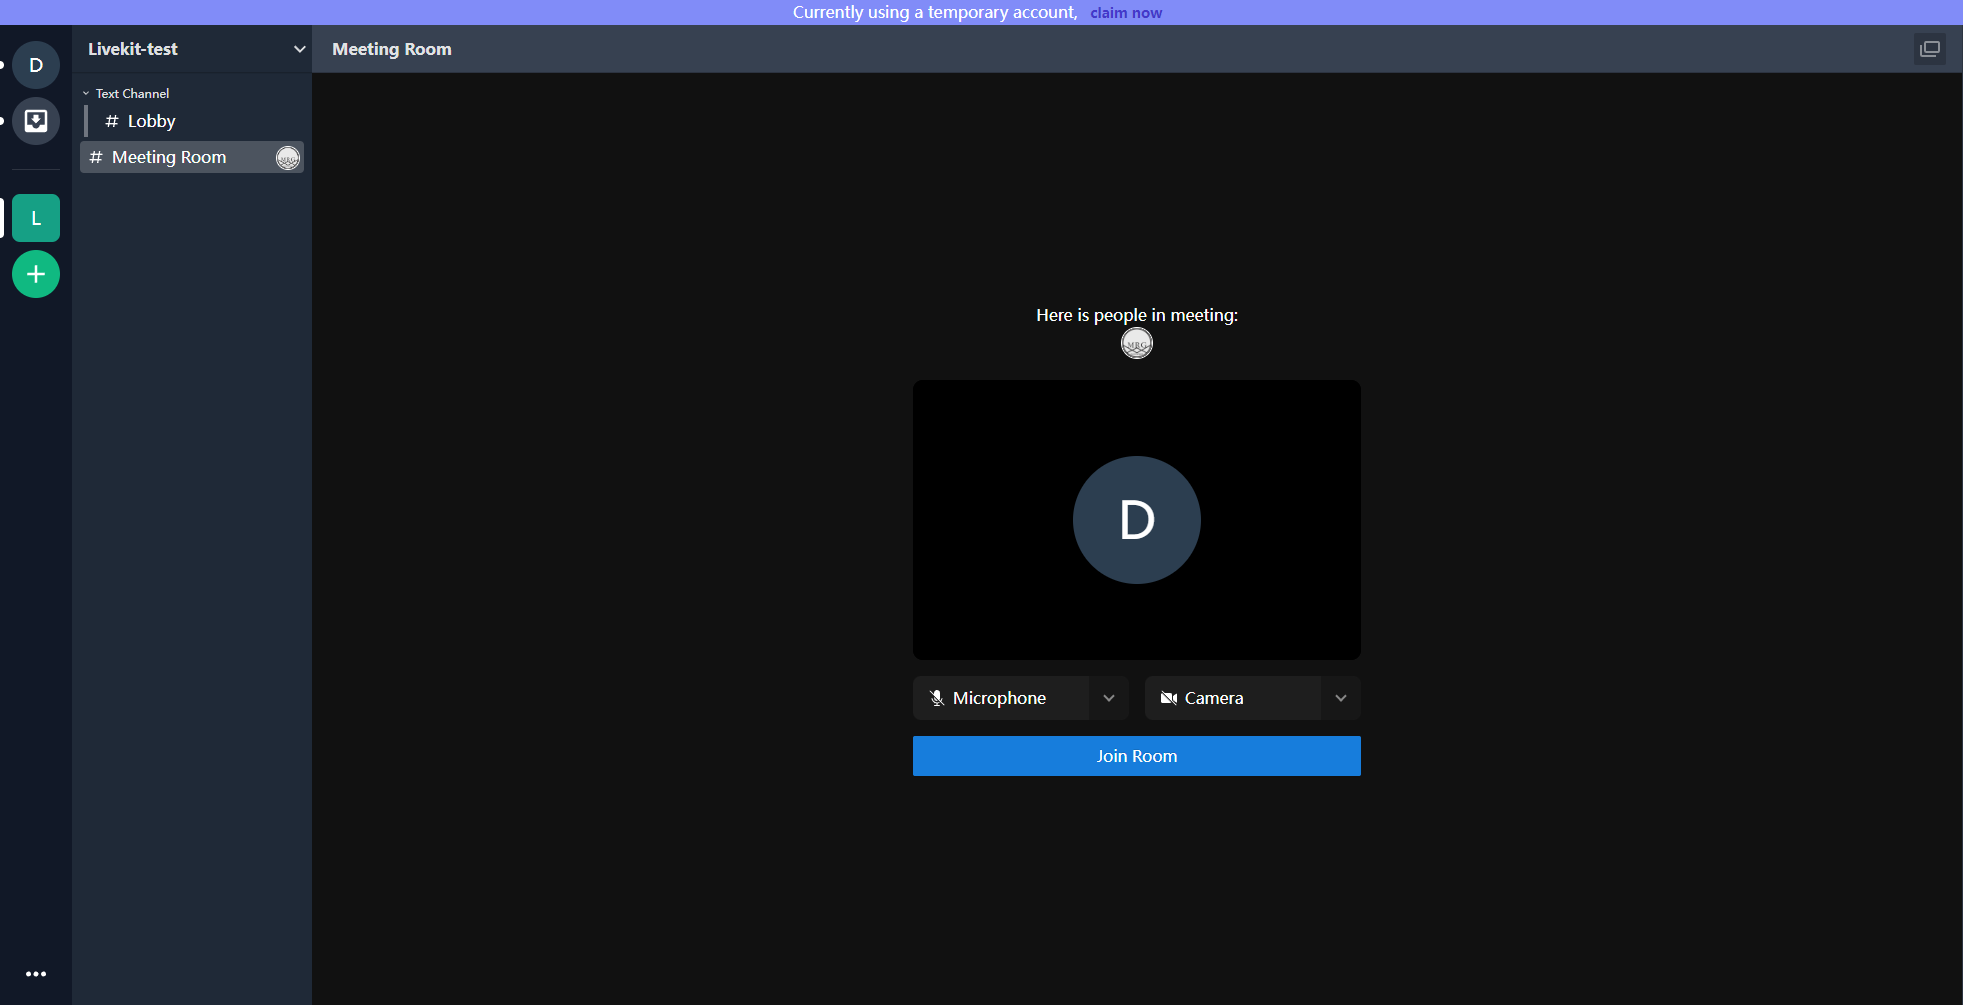 Currently using a temporary account, claim now
D
Livekit-test
Meeting Room
Text Channel
# Lobby
# Meeting Room
L
Here is people in meeting:
MRG
D
Microphone
Camera
Join Room